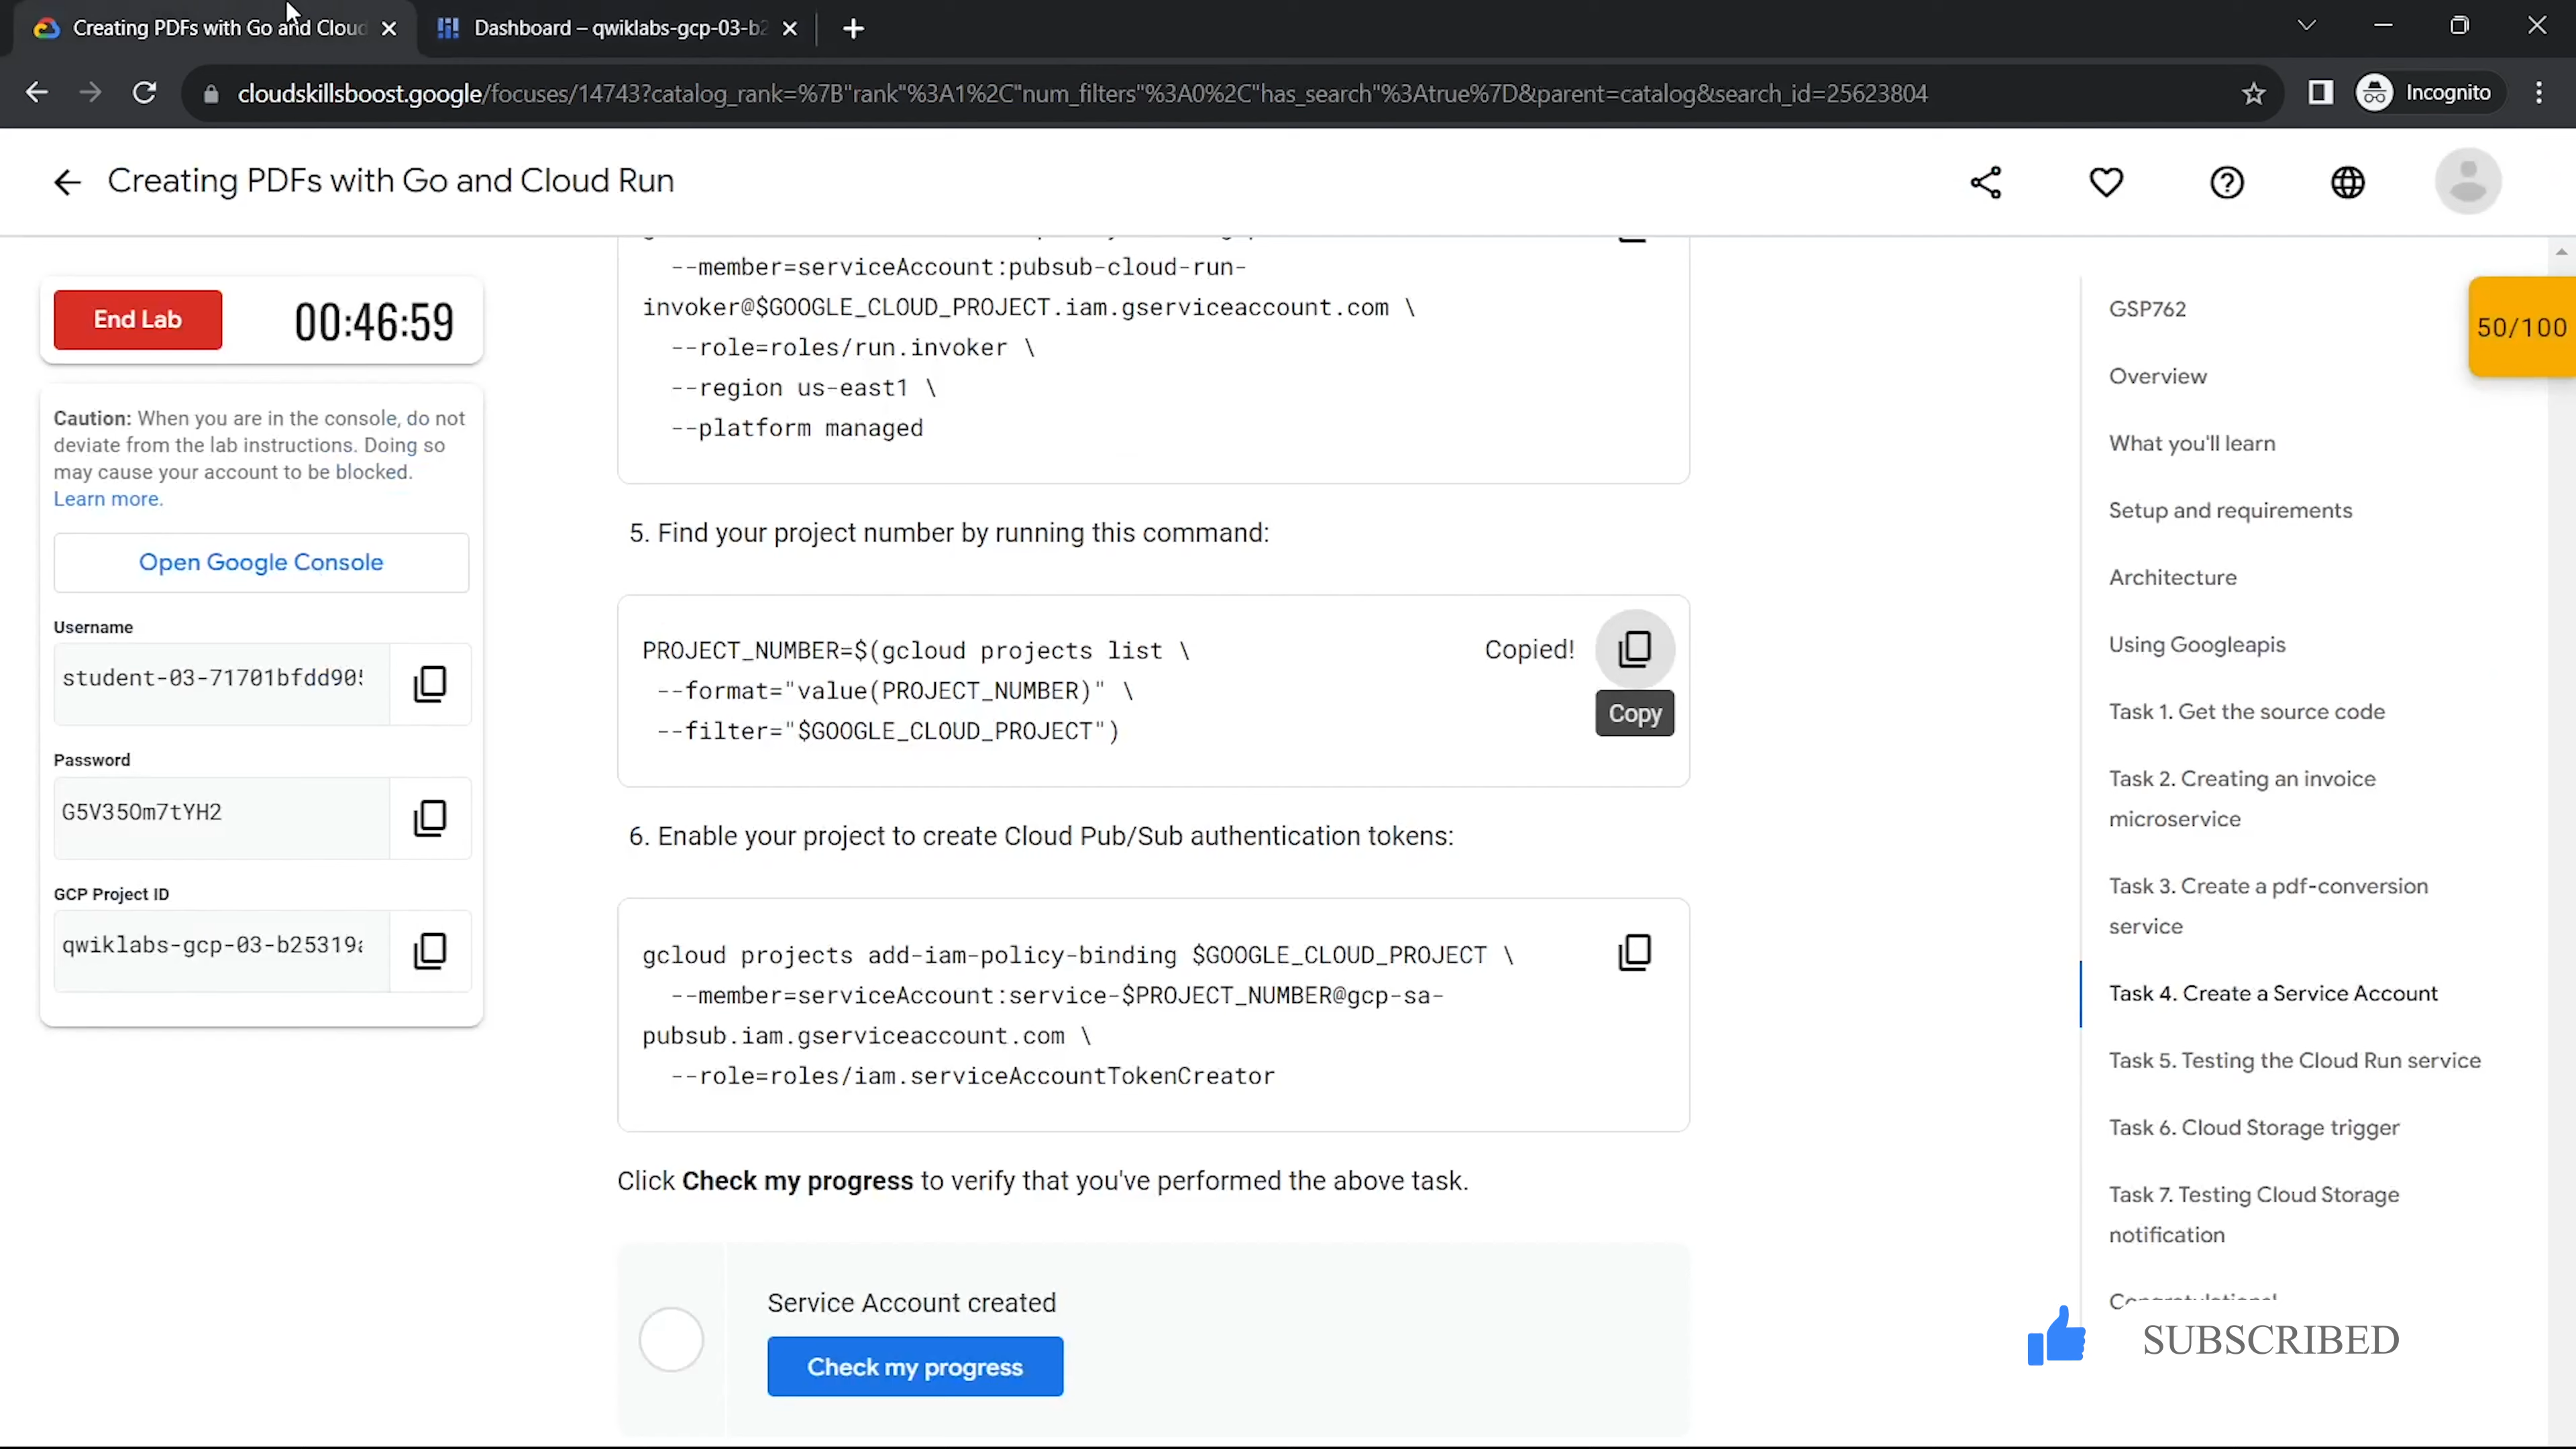 Creating PDFs with Go and Cloud
Dashboard – qwiklabs-gcp-03-b2
cloudskillsboost.google/focuses/14743?catalog_rank=%7B"rank"%3A1%2C"num_filters"%3A0%2C"has_search"%3Atrue%7D&parent=catalog&search_id=25623804
Incognito
Creating PDFs with Go and Cloud Run
End Lab
00:46:59
Caution: When you are in the console, do not
deviate from the lab instructions. Doing so
may cause your account to be blocked.
Learn more.
Open Google Console
Username
student-03-71701bfdd905
Password
G5V35Om7tYH2
GCP Project ID
qwiklabs-gcp-03-b25319a
--member=serviceAccount:pubsub-cloud-run-
invoker@$GOOGLE_CLOUD_PROJECT.iam.gserviceaccount.com \
--role=roles/run.invoker \
--region us-east1 \
--platform managed
5. Find your project number by running this command:
PROJECT_NUMBER=$(gcloud projects list \
--format="value(PROJECT_NUMBER)" \
--filter="$GOOGLE_CLOUD_PROJECT")
Copied!
Copy
6. Enable your project to create Cloud Pub/Sub authentication tokens:
gcloud projects add-iam-policy-binding $GOOGLE_CLOUD_PROJECT \
--member=serviceAccount:service-$PROJECT_NUMBER@gcp-sa-
pubsub.iam.gserviceaccount.com \
--role=roles/iam.serviceAccountTokenCreator
Click Check my progress to verify that you've performed the above task.
Service Account created
Check my progress
GSP762
50/100
Overview
What you'll learn
Setup and requirements
Architecture
Using Googleapis
Task 1. Get the source code
Task 2. Creating an invoice
microservice
Task 3. Create a pdf-conversion
service
Task 4. Create a Service Account
Task 5. Testing the Cloud Run service
Task 6. Cloud Storage trigger
Task 7. Testing Cloud Storage
notification
SUBSCRIBED